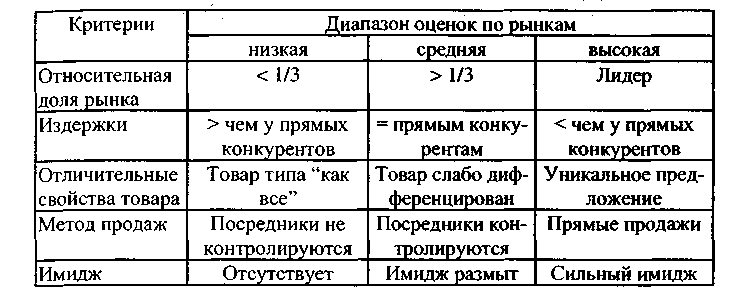 Критерии Диапазон оценок по рынкам
низкая средняя высокая
Относительная < 1/3 > 1/3 Лидер
доля рынка
Издержки > чем у прямых = прямым конку- < чем у прямых
конкурентов рентам конкурентов
Отличительные Товар типа “как Товар слабо диф- Уникальное пред-
свойства товара все” ференцирован ложение
Метод продаж Посредники не Посредники кон- Прямые продажи
контролируются тролируются
Имидж Отсутствует Имидж размыт Сильный имидж